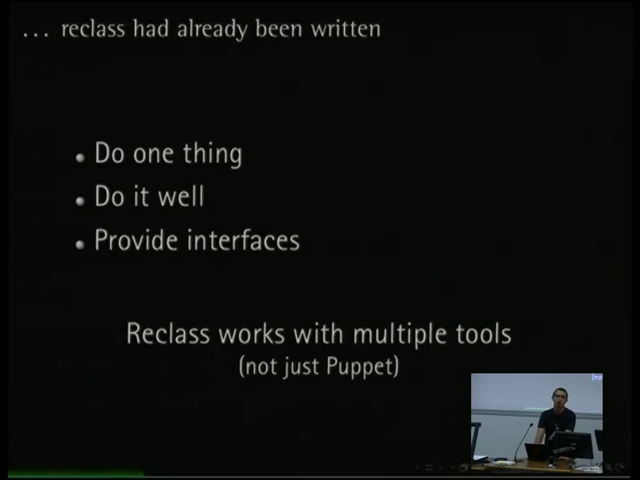 ... reclass had already been written
Do one thing
Do it well
Provide interfaces
Reclass works with multiple tools
(not just Puppet)